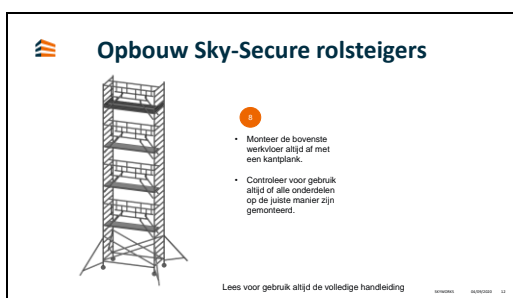 Opbouw Sky-Secure rolsteigers
8
• Monteer de bovenste
werkvloer altijd af met
een kantplank.
• Controleer voor gebruik
altijd of alle onderdelen
op de juiste manier zijn
gemonteerd.
Lees voor gebruik altijd de volledige handleiding
SKYWORKS 04/09/2020 12